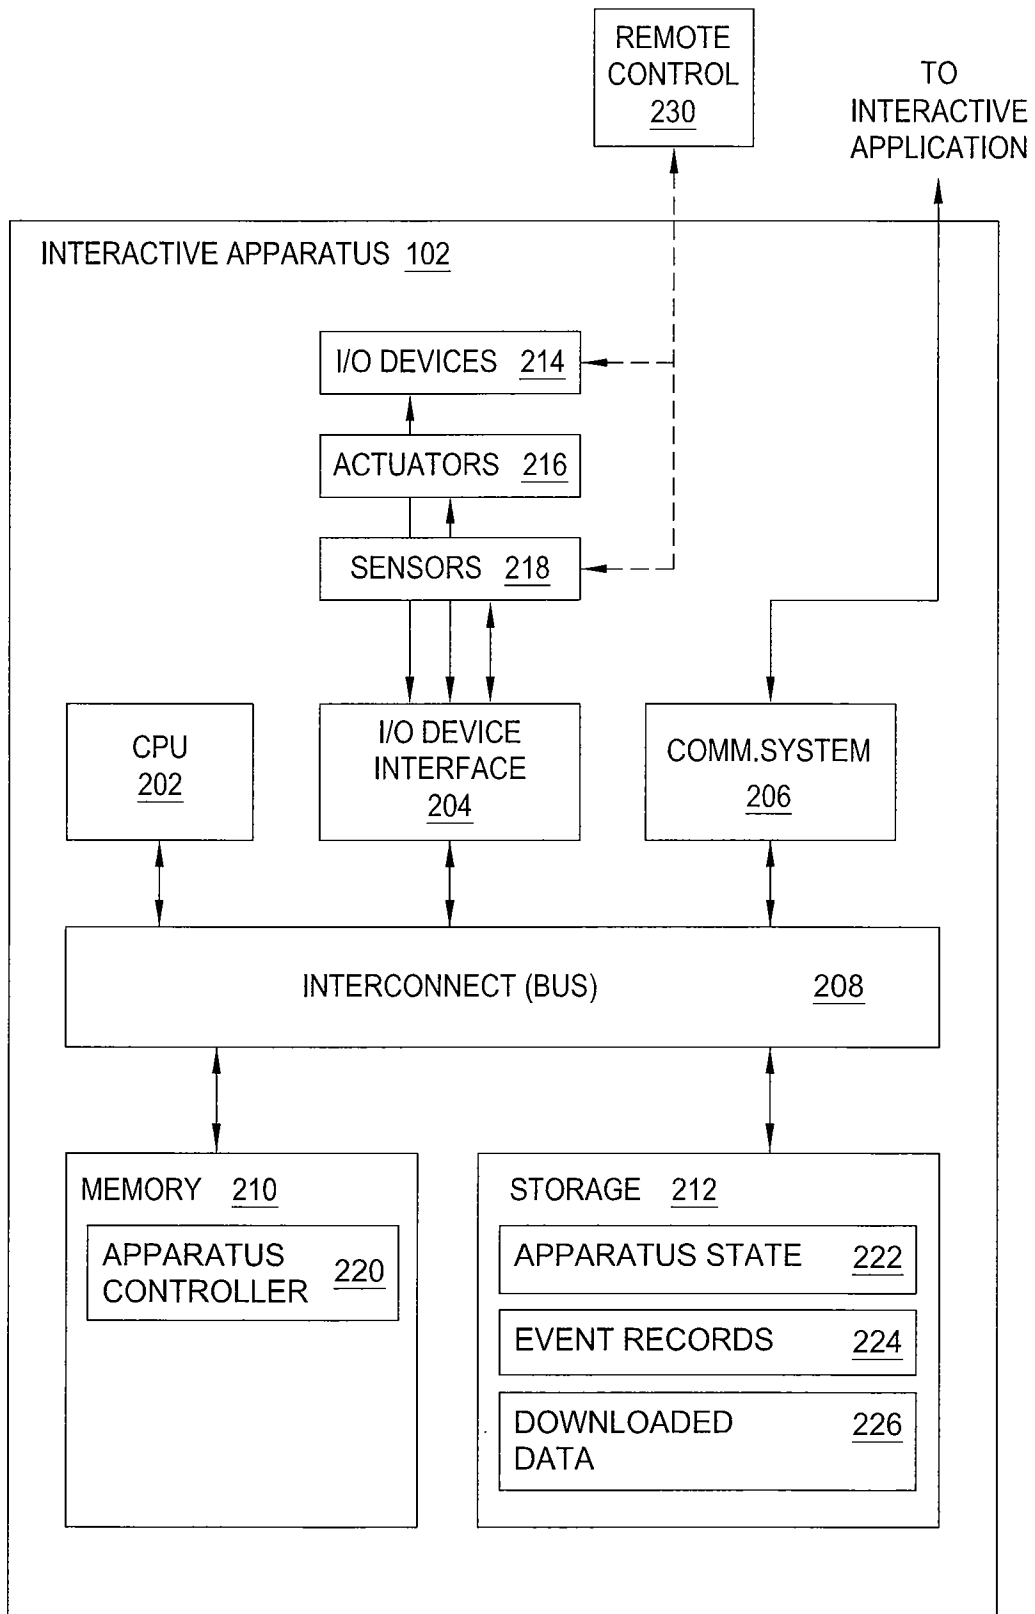 REMOTE
CONTROL
230
TO
INTERACTIVE
APPLICATION
INTERACTIVE APPARATUS 102
I/O DEVICES 214
ACTUATORS 216
SENSORS 218
CPU
202
I/O DEVICE
INTERFACE
204
COMM.SYSTEM
206
INTERCONNECT (BUS) 208
MEMORY 210
APPARATUS
CONTROLLER
220
STORAGE 212
APPARATUS STATE 222
EVENT RECORDS 224
DOWNLOADED
DATA
226